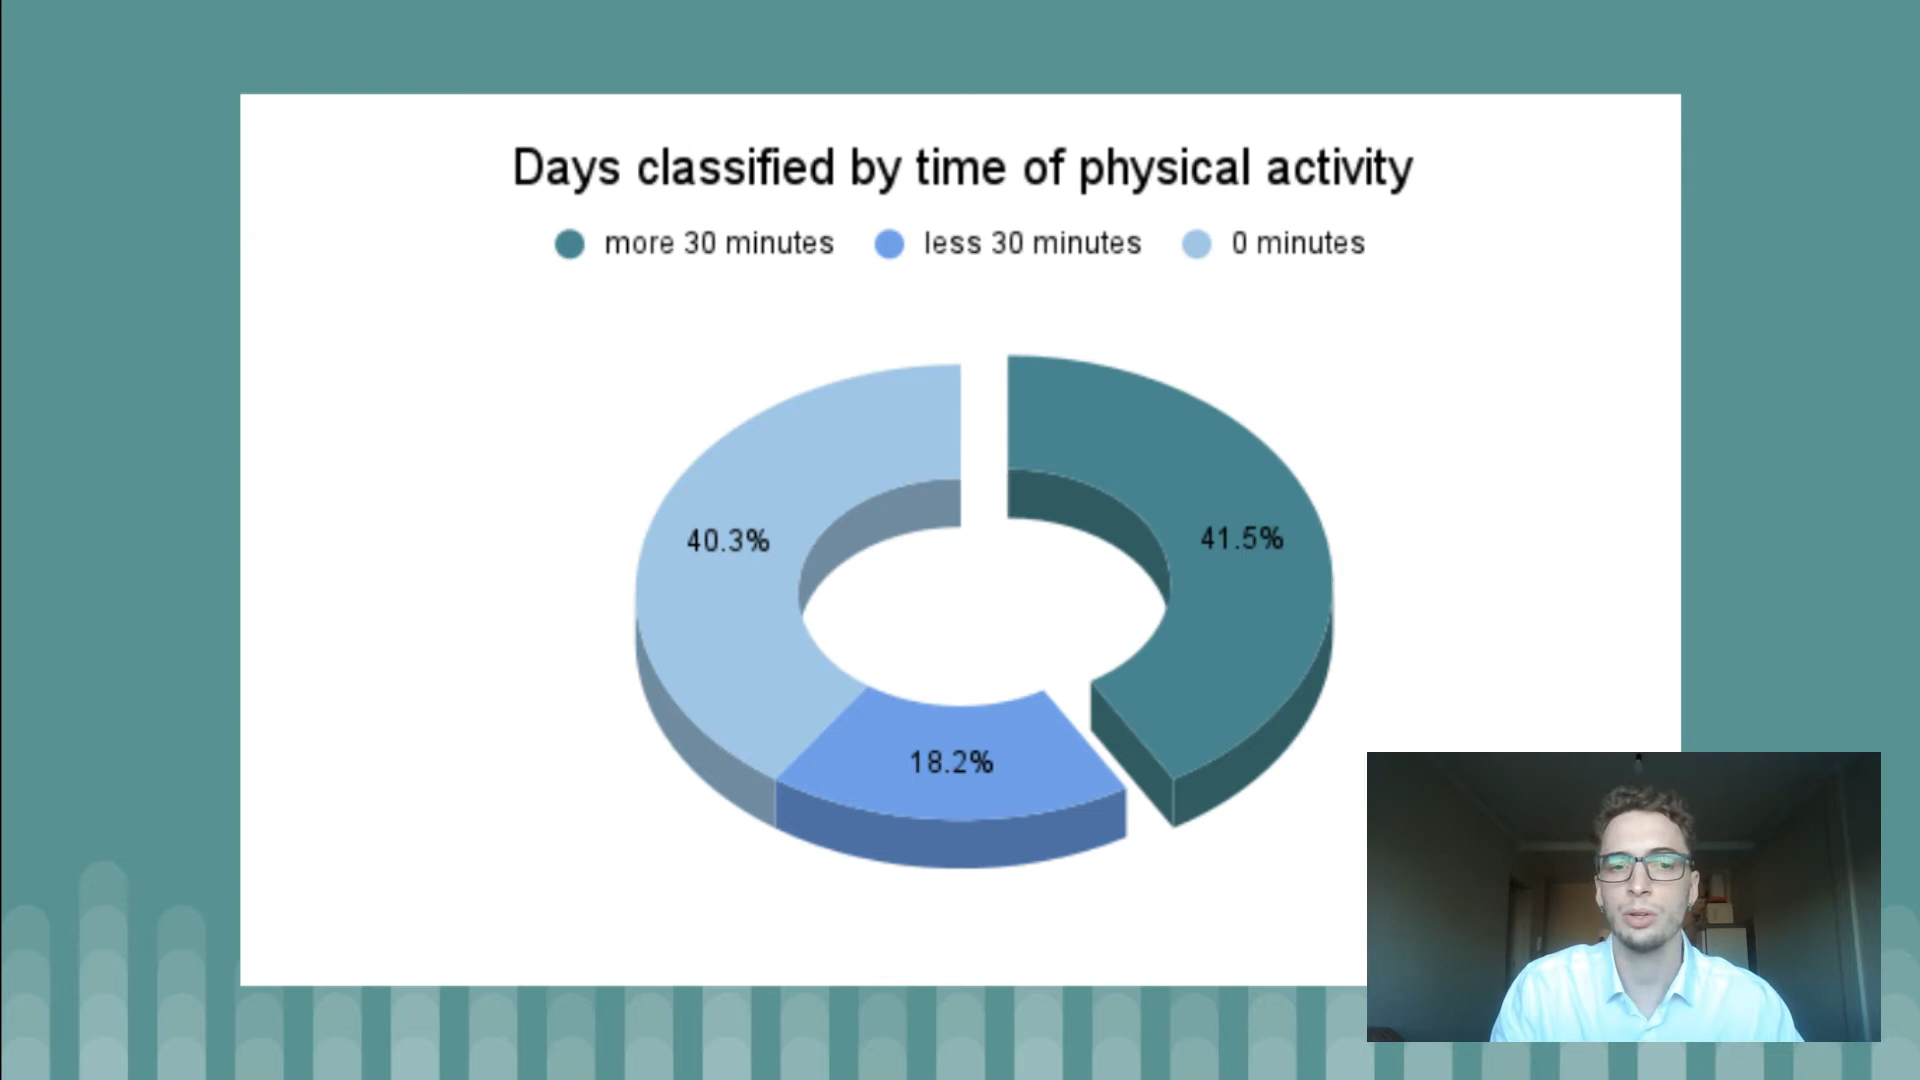 Days classified by time of physical activity
more 30 minutes less 30 minutes 0 minutes
40.3% 41.5%
18.2%